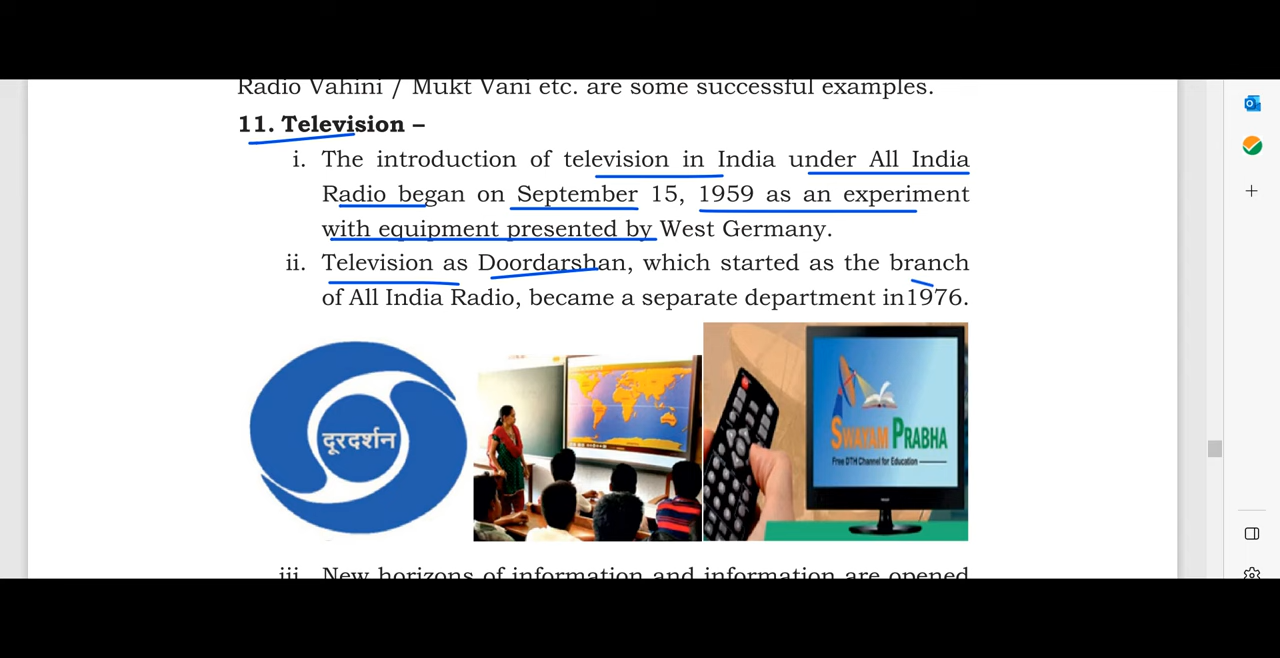 Radio Vahini / Mukt Vani etc. are some successful examples.
11. Television –
i. The introduction of television in India under All India
Radio began on September 15, 1959 as an experiment
with equipment presented by West Germany.
ii. Television as Doordarshan, which started as the branch
of All India Radio, became a separate department in1976.
दूरदर्शन
SWAYAM PRABHA
Free DTH Channel for Education
iii. New horizons of information and information are opened